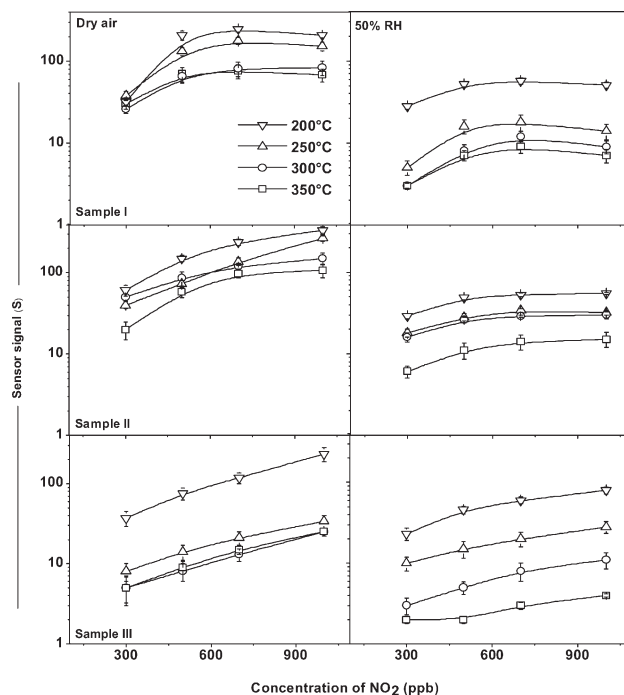 Dry air
50% RH
100
10
1
200°C
250°C
300°C
350°C
Sample I
100
10
1
Sample II
100
10
1
Sample III
Sensor signal (S)
300 600 900 300 600 900
Concentration of NO2 (ppb)